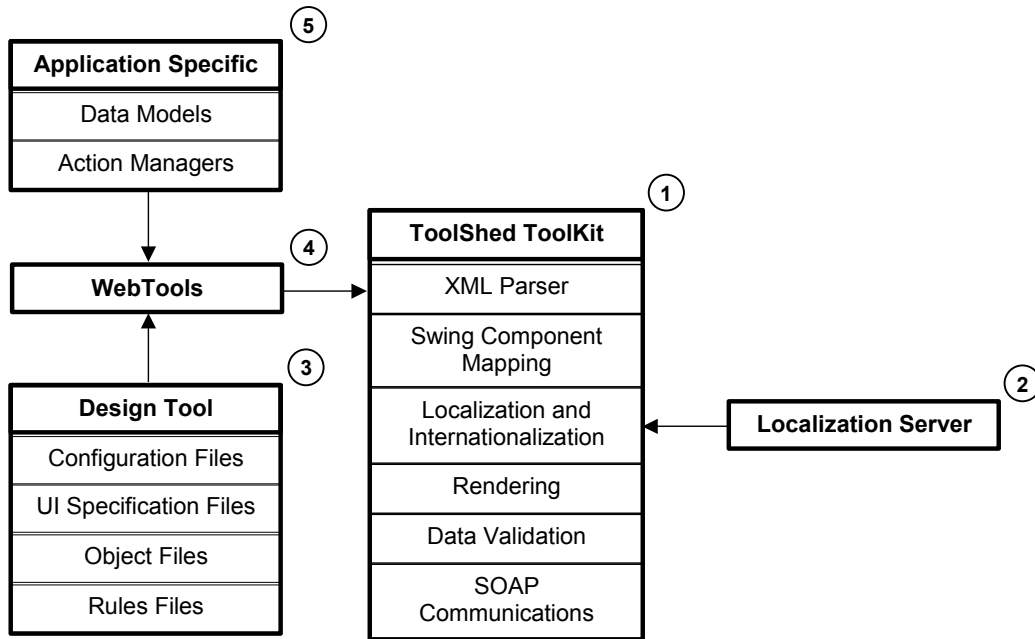 5
Application Specific
Data Models
Action Managers
4
WebTools
3
Design Tool
Configuration Files
UI Specification Files
Object Files
Rules Files
1
ToolShed ToolKit
XML Parser
Swing Component
Mapping
Localization and
Internationalization
Rendering
Data Validation
SOAP
Communications
2
Localization Server